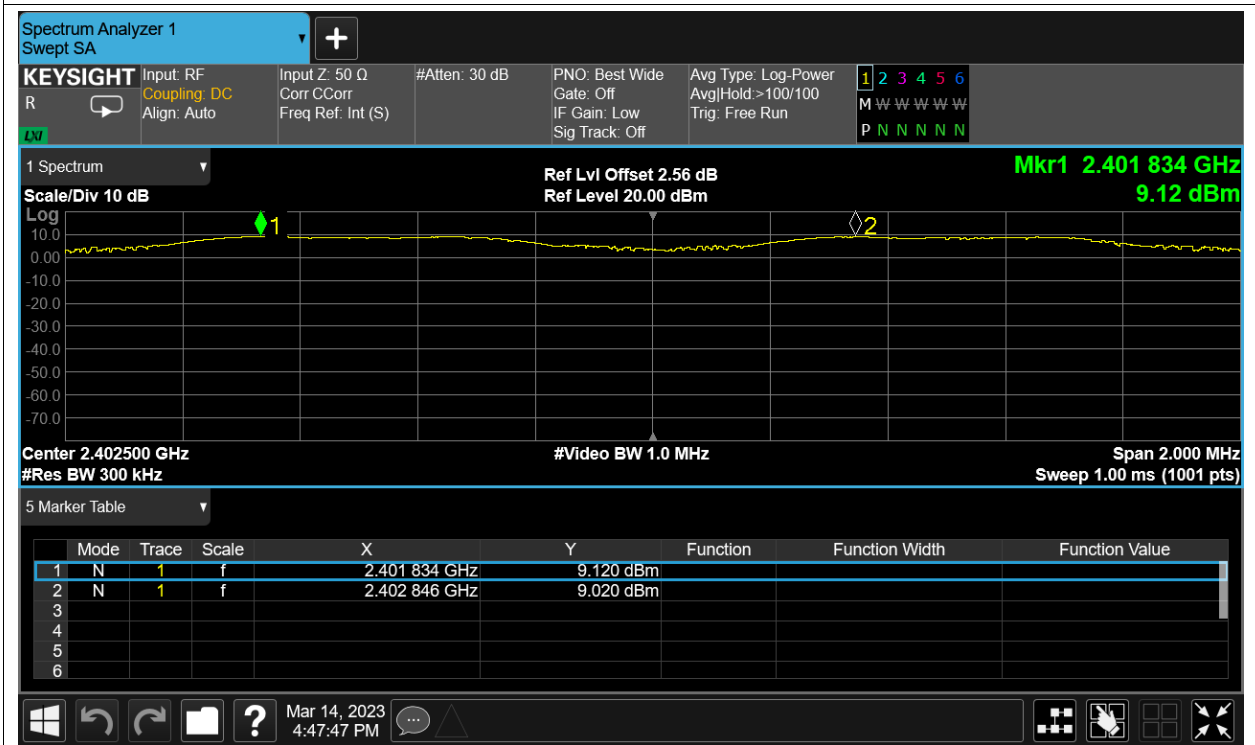 Spectrum Analyzer 1
Swept SA
KEYSIGHT
R
LXI
Input: RF
Coupling: DC
Align: Auto
Input Z: 50 Ω
Corr CCorr
Freq Ref: Int (S)
#Atten: 30 dB
PNO: Best Wide
Gate: Off
IF Gain: Low
Sig Track: Off
Avg Type: Log-Power
Avg|Hold:>100/100
Trig: Free Run
1 2 3 4 5 6
M W W W W W
P N N N N N
1 Spectrum
Scale/Div 10 dB
Ref Lvl Offset 2.56 dB
Ref Level 20.00 dBm
Mkr1 2.401 834 GHz
9.12 dBm
Log
1
2
10.0
0.00
-10.0
-20.0
-30.0
-40.0
-50.0
-60.0
-70.0
Center 2.402500 GHz
#Res BW 300 kHz
#Video BW 1.0 MHz
Span 2.000 MHz
Sweep 1.00 ms (1001 pts)
5 Marker Table
Mode Trace Scale X Y Function Function Width Function Value
1 N 1 f 2.401 834 GHz 9.120 dBm
2 N 1 f 2.402 846 GHz 9.020 dBm
3
4
5
6
?
Mar 14, 2023
4:47:47 PM